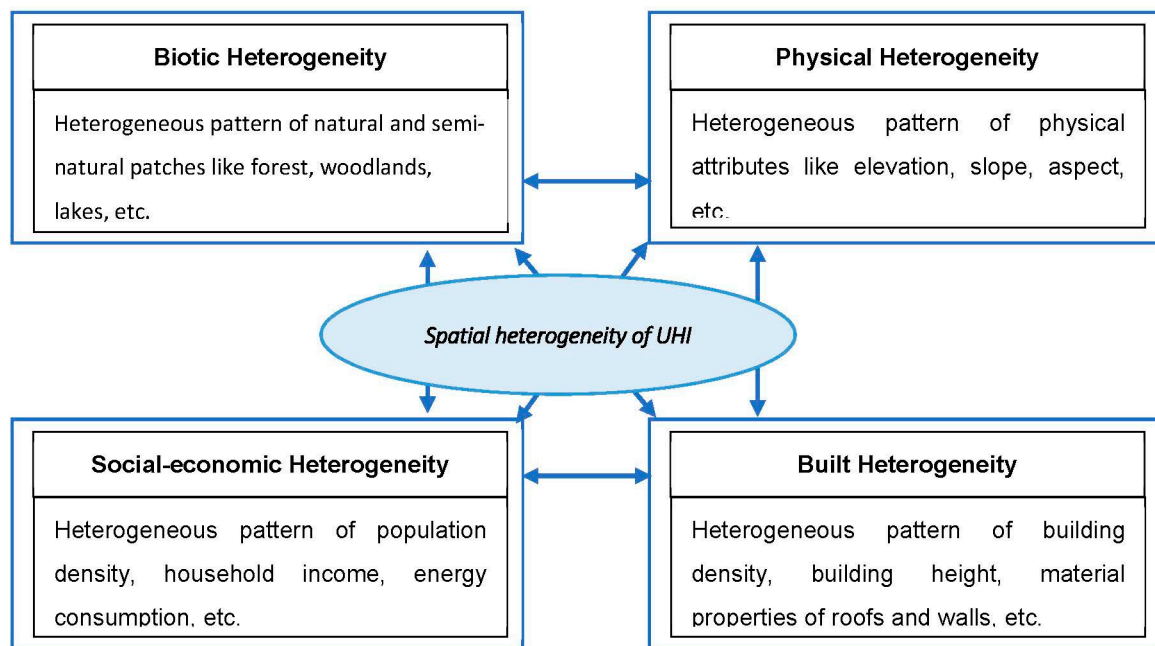 Biotic Heterogeneity
Heterogeneous pattern of natural and semi-
natural patches like forest, woodlands,
lakes, etc.
Physical Heterogeneity
Heterogeneous pattern of physical
attributes like elevation, slope, aspect,
etc.
Spatial heterogeneity of UHI
Social-economic Heterogeneity
Heterogeneous pattern of population
density, household income, energy
consumption, etc.
Built Heterogeneity
Heterogeneous pattern of building
density, building height, material
properties of roofs and walls, etc.